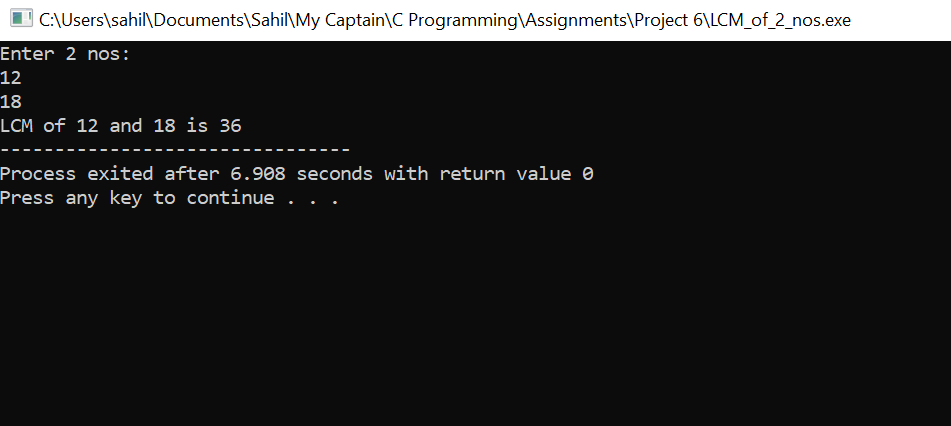 C:\Users\sahil\Documents\Sahil\My Captain\C Programming\Assignments\Project 6\LCM_of_2_nos.exe
Enter 2 nos:
12
18
LCM of 12 and 18 is 36
--------------------------------
Process exited after 6.908 seconds with return value 0
Press any key to continue . . .